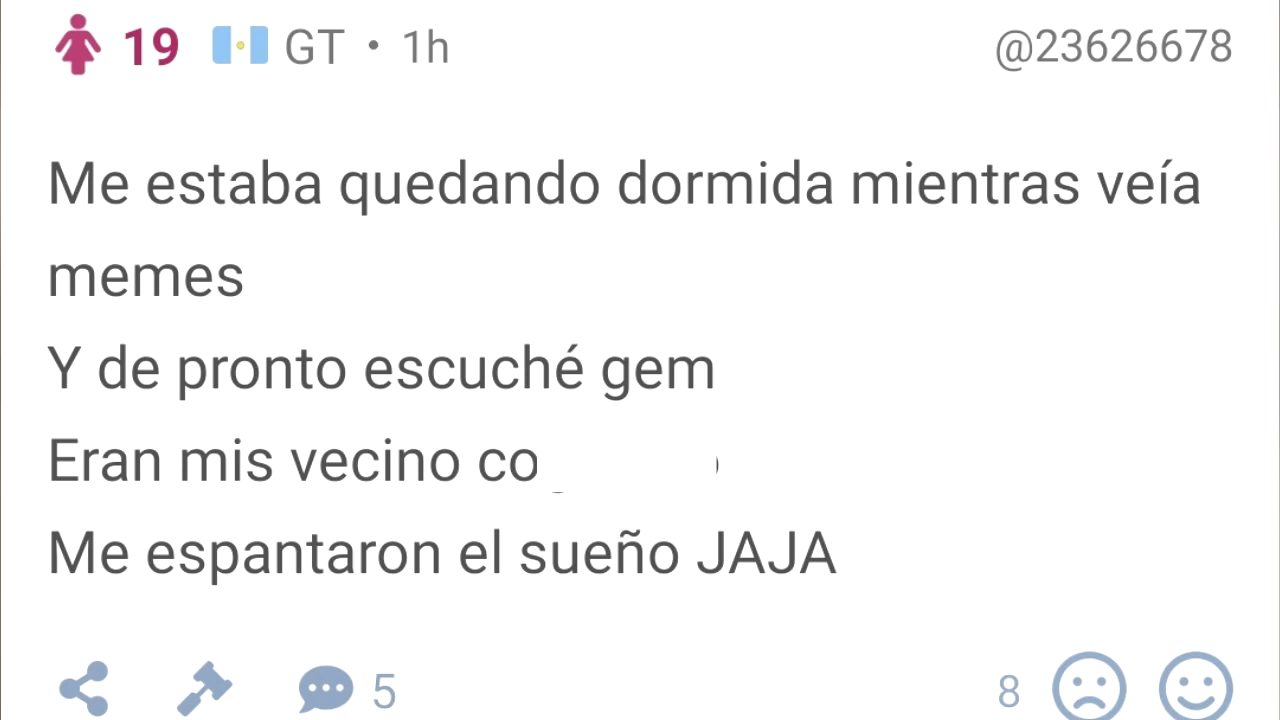 19 GT • 1h @23626678
Me estaba quedando dormida mientras veía
memes
Y de pronto escuché gem
Eran mis vecino co
Me espantaron el sueño JAJA
5 8